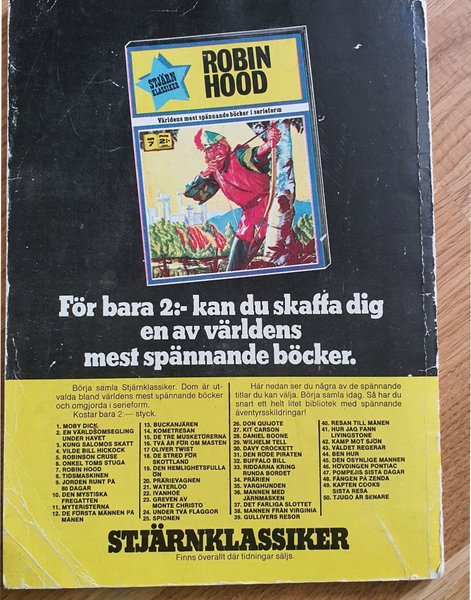 STJÄRN
KLASSIKER
ROBIN
HOOD
Världens mest spännande böcker i serieform
NR
7
PRIS
2:-
För bara 2:- kan du skaffa dig
en av världens
mest spännande böcker.
Börja samla Stjärnklassiker. Dom är ut-
valda bland världens mest spännande böcker
och omgjorda i serieform.
Kostar bara 2:— styck.
Här nedan ser du några av de spännande
titlar du kan välja. Börja samla idag. Så har du
snart ett helt litet bibliotek med spännande
äventyrsskildringar!
1. MOBY DICK
2. EN VÄRLDSOMSEGLING
UNDER HAVET
3. KUNG SALOMOS SKATT
4. VILDE BILL HICKOCK
5. ROBINSON CRUSE
6. ONKEL TOMS STUGA
7. ROBIN HOOD
8. TIDSMASKINEN
9. JORDEN RUNT PÅ
80 DAGAR
10. DEN MYSTISKA
FREGATTEN
11. MYTERISTERNA
12. DE FÖRSTA MÄNNEN PÅ
MÅNEN
13. BUCKANJÄREN
14. KOMETRESAN
15. DE TRE MUSKETÖRERNA
16. TVÅ ÅR FÖR OM MASTEN
17. OLIVER TWIST
18. SKOTT ELD
19. DEN HEMLIGHETSFULLA
ÖN
20. PRÄRIEVAGNEN
21. WATERLOO
22. IVANHOE
23. GREVEN AV
MONTE CHRISTO
24. UNDER TVÅ FLAGGOR
25. SPIONEN
26. DON QUIJOTE
27. KIT CARSON
28. DANIEL BOONE
29. WILHELM TELL
30. DAVY CROCKETT
31. DEN RÖDE PIRATEN
32. BUFFALO BILL
33. RIDDARNA KRING
RUNDA BORDET
34. PRÄRIEN
35. VARGHUNDEN
36. MANNEN MED
JÄRNMASKEN
37. DET FARLIGA SLOTTET
38. MANNEN FRÅN VIRGINIA
39. GULLIVERS RESOR
40. RESAN TILL MÅNEN
41. HUR JAG FANN
LIVINGSTONE
42. KAMP MOT SJÖN
43. VALDET REGERAR
44. BEN HUR
45. DEN OSYNLIGE MANNEN
46. HÖVDINGEN PONTIAC
47. POMPEJIS SISTA DAGAR
48. FÅNGEN PÅ ZENDA
49. KAPTEN COOKS
SISTA RESA
50. TJUGO ÅR SENARE
STJÄRNKLASSIKER
Finns överallt där tidningar säljs.